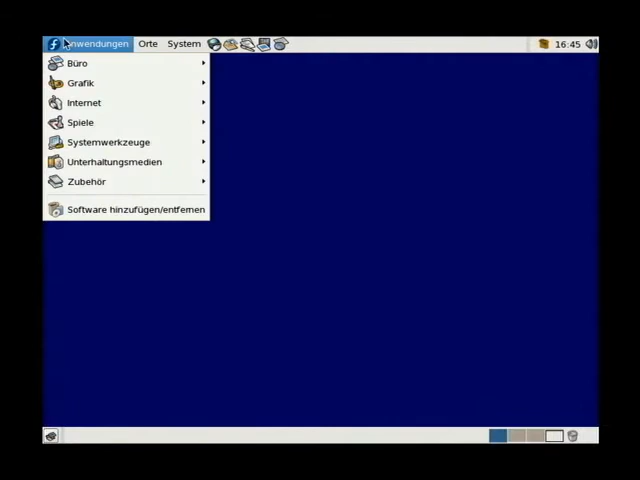 Anwendungen Orte System 16:45
Büro
Grafik
Internet
Spiele
Systemwerkzeuge
Unterhaltungsmedien
Zubehör
Software hinzufügen/entfernen